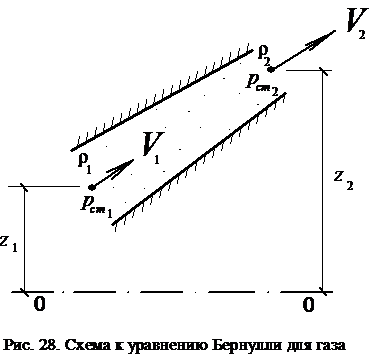 V₂
ρ₂
pст₂
ρ₁
V₁
pст₁
z₂
z₁
0 0
Рис. 28. Схема к уравнению Бернулли для газа